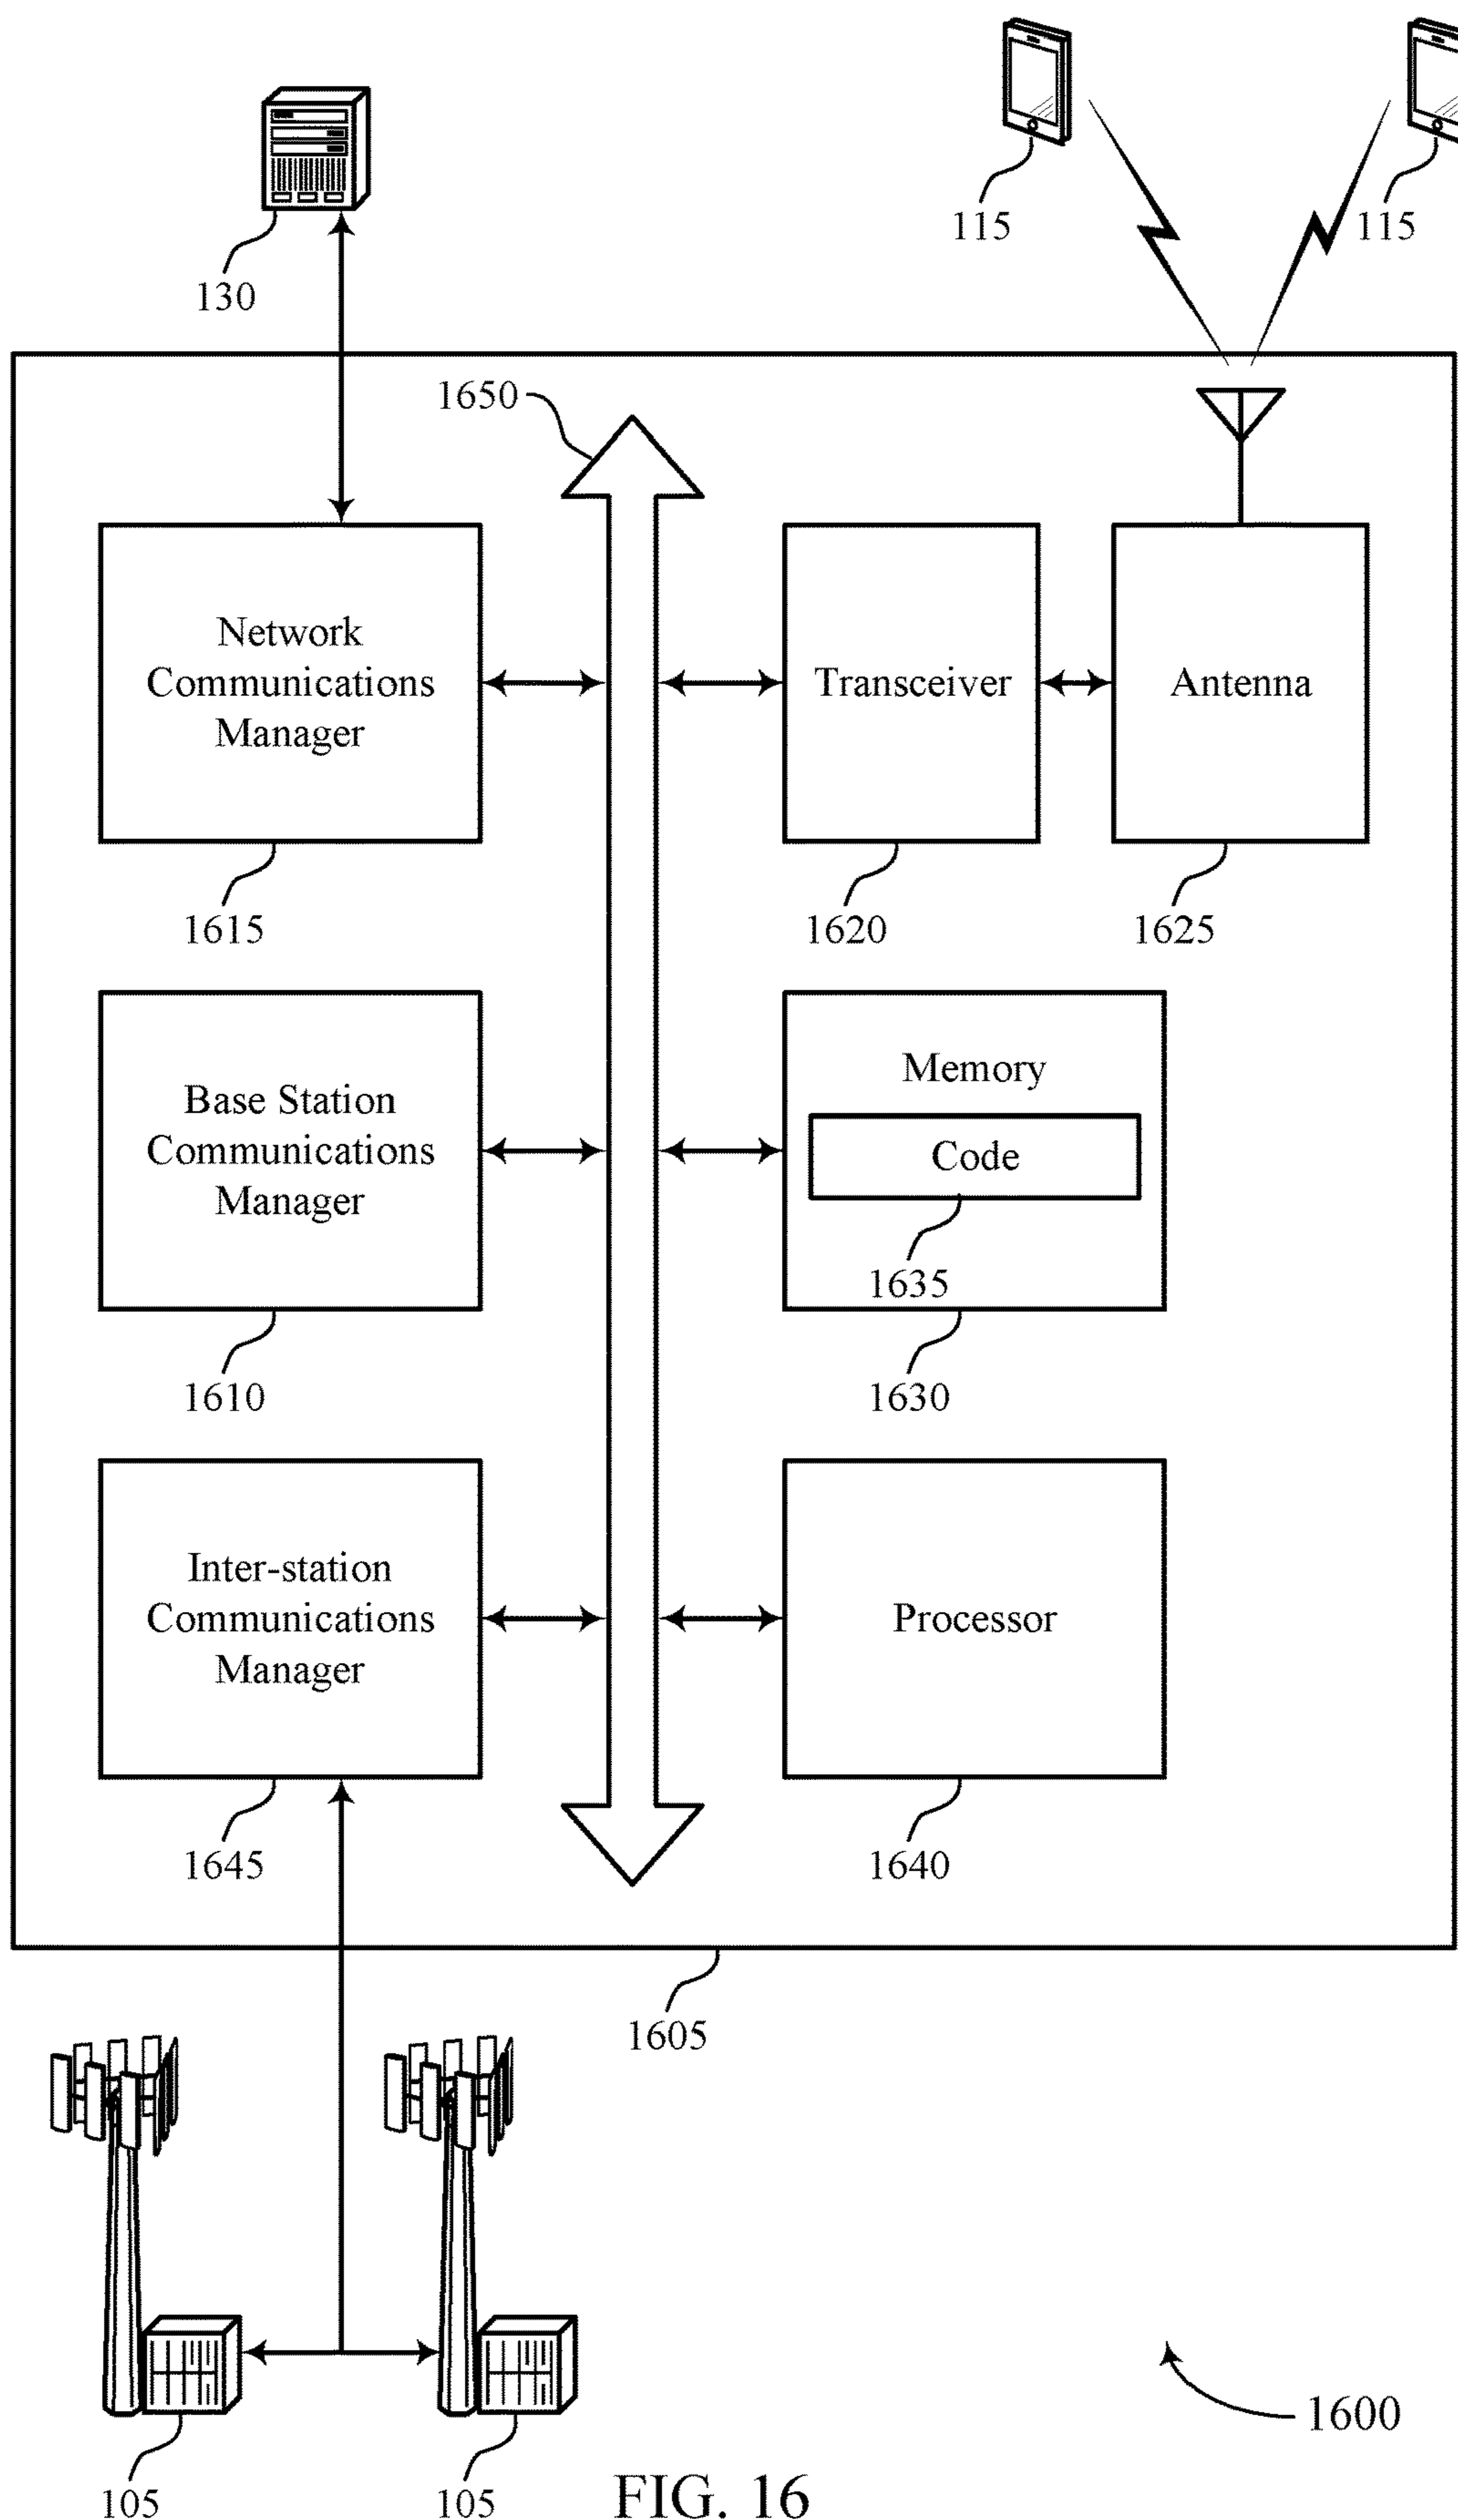 115
115
130
1650
Network
Communications
Manager
Transceiver
Antenna
1615
1620
1625
Base Station
Communications
Manager
Memory
Code
1635
1610
1630
Inter-station
Communications
Manager
Processor
1645
1640
1605
1600
105
105
FIG. 16